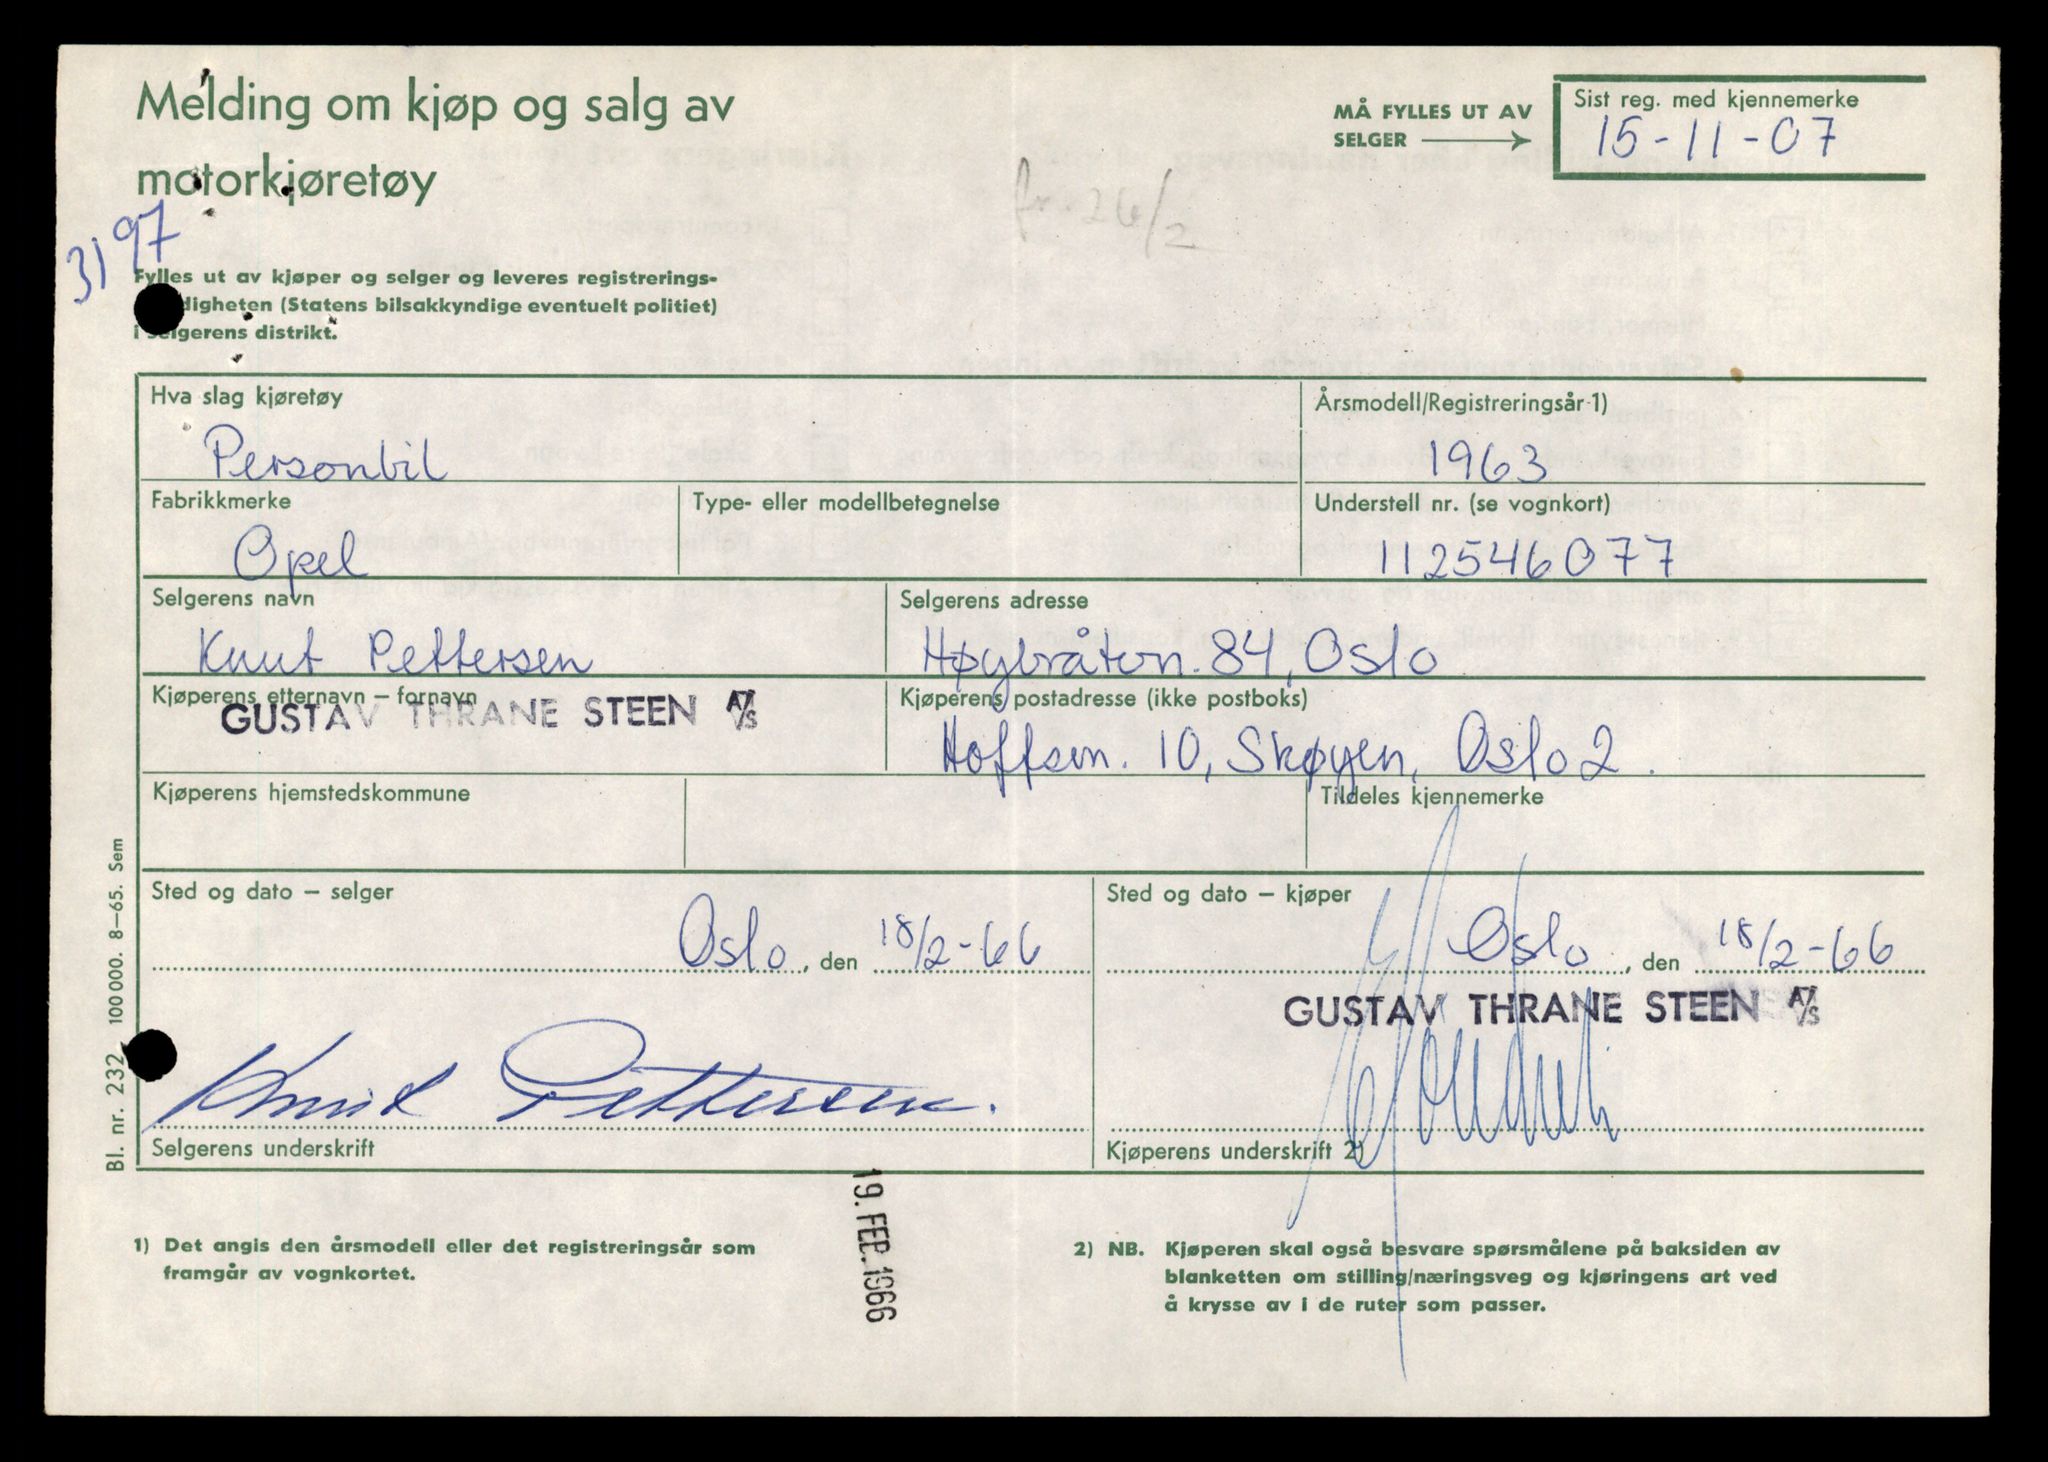 Melding om kjøp og salg av
motorkjøretøy
MÅ FYLLES UT AV
SELGER
Sist reg. med kjennemerke
15-11-07
fr. 26/2
3197
Fylles ut av kjøper og selger og leveres registrerings-
digheten (Statens bilsakkyndige eventuelt politiet)
i selgerens distrikt.
Hva slag kjøretøy
Personbil
Årsmodell/Registreringsår 1)
1963
Fabrikkmerke
Opel
Type- eller modellbetegnelse
Understell nr. (se vognkort)
112546077
Selgerens navn
Knut Pettersen
Selgerens adresse
Høybråtvn. 84, Oslo
Kjøperens etternavn – fornavn
GUSTAV THRANE STEEN A/S
Kjøperens postadresse (ikke postboks)
Hoffsvn. 10, Skøyen, Oslo 2.
Kjøperens hjemstedskommune
Tildeles kjennemerke
Sted og dato – selger
Oslo, den 18/2-66
Sted og dato – kjøper
Oslo, den 18/2-66
GUSTAV THRANE STEEN A/S
Knut Pettersen.
Selgerens underskrift
Kjøperens underskrift 2)
Bl. nr. 232 100 000. 8–65. Sem
19. FEB. 1966
1) Det angis den årsmodell eller det registreringsår som
framgår av vognkortet.
2) NB. Kjøperen skal også besvare spørsmålene på baksiden av
blanketten om stilling/næringsveg og kjøringens art ved
å krysse av i de ruter som passer.